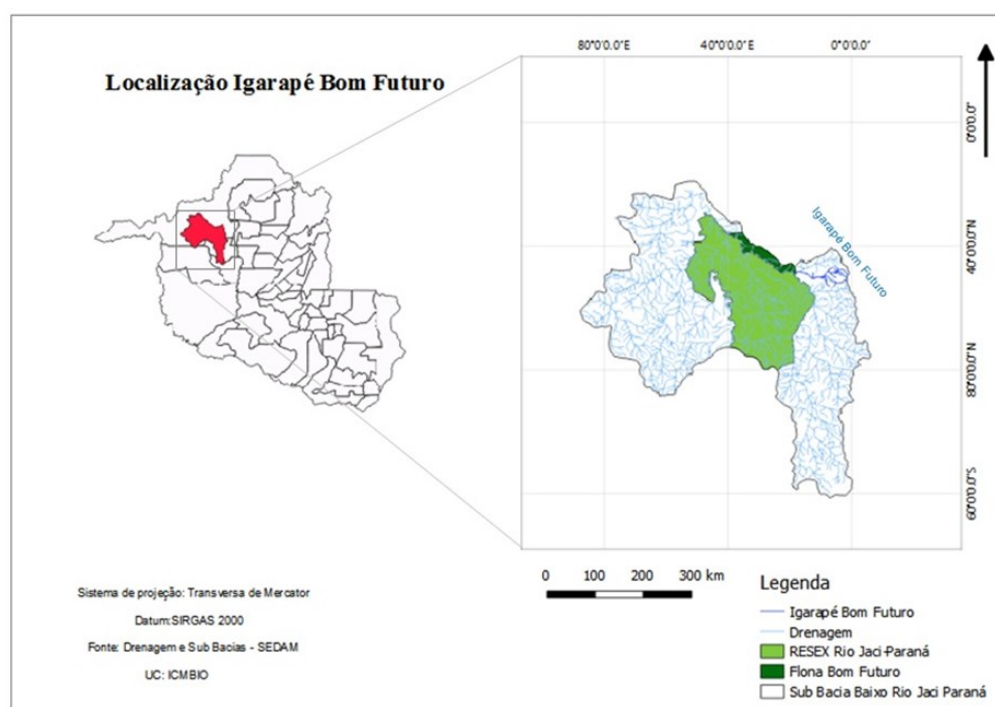 Localização Igarapé Bom Futuro
80°0'0.0"E 40°0'0.0"E 0°0'0.0"
0°0'0.0"
40°0'0.0"N
80°0'0.0"N
60°0'0.0"S
Igarapé Bom Futuro
0 100 200 300 km
Sistema de projeção: Transversa de Mercator
Datum:SIRGAS 2000
Fonte: Drenagem e Sub Bacias - SEDAM
UC: ICMBIO
Legenda
Igarapé Bom Futuro
Drenagem
RESEX Rio Jaci-Paraná
Flona Bom Futuro
Sub Bacia Baixo Rio Jaci Paraná